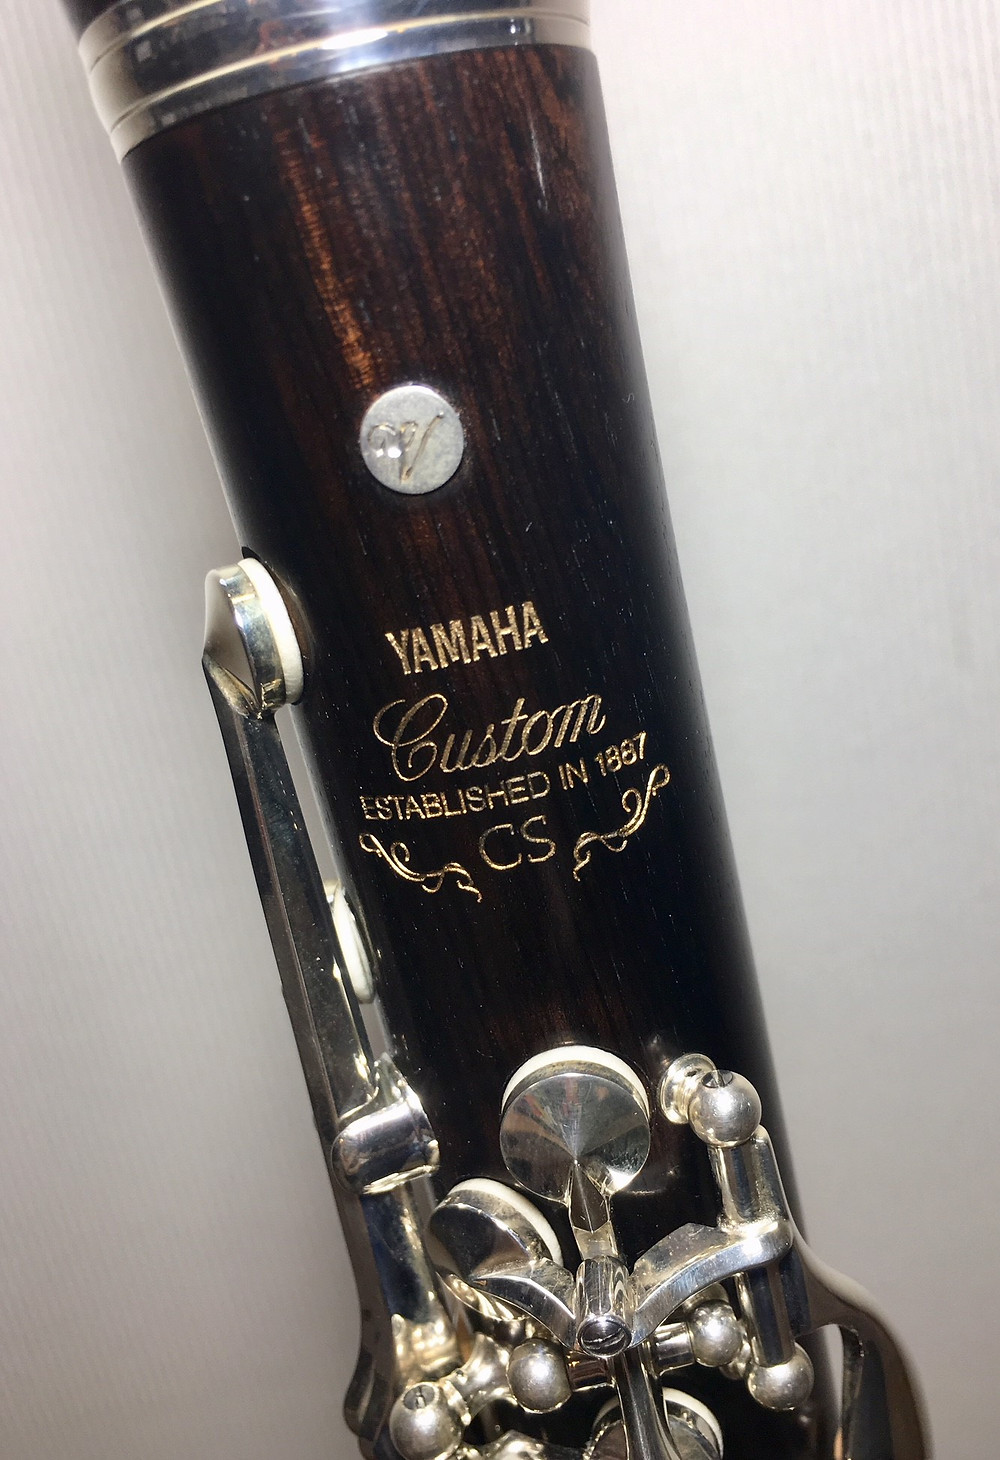 YAMAHA
Custom
ESTABLISHED IN 1887
CS